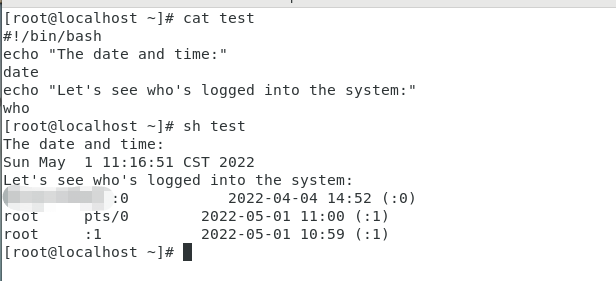 [root@localhost ~]# cat test
#!/bin/bash
echo "The date and time:"
date
echo "Let's see who's logged into the system:"
who
[root@localhost ~]# sh test
The date and time:
Sun May  1 11:16:51 CST 2022
Let's see who's logged into the system:
:0           2022-04-04 14:52 (:0)
root     pts/0        2022-05-01 11:00 (:1)
root     :1           2022-05-01 10:59 (:1)
[root@localhost ~]#